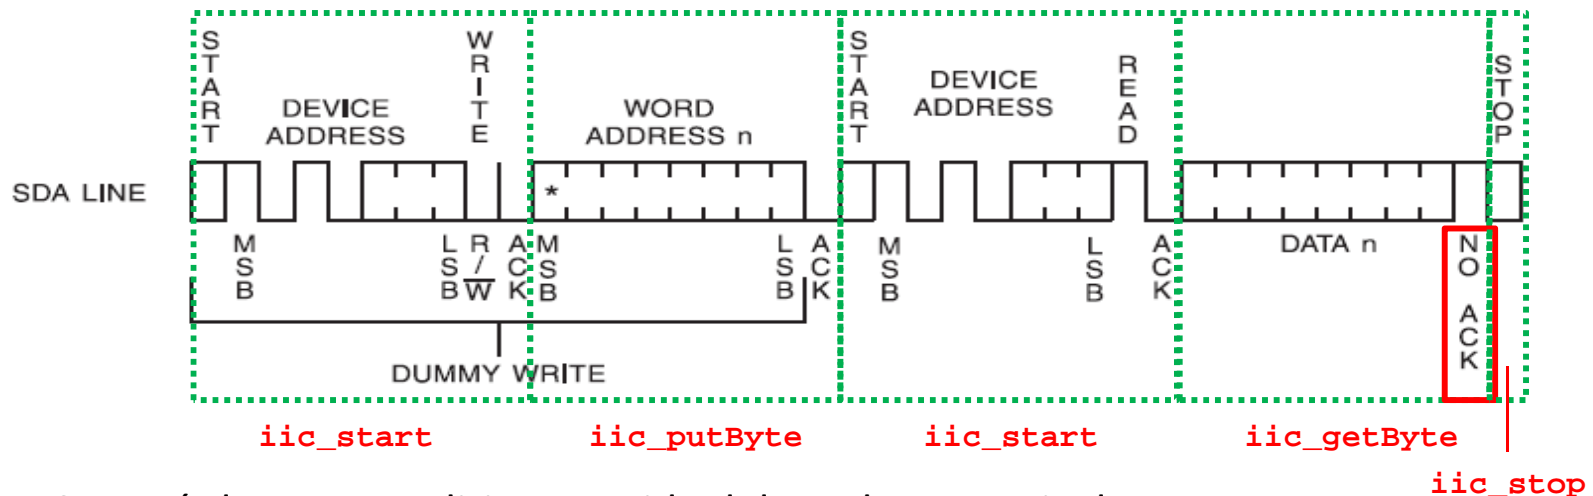 START
WRITE
DEVICE
ADDRESS
WORD
ADDRESS n
START
DEVICE
ADDRESS
READ
STOP
SDA LINE
*
MSB
LSB
R/W
ACK
MSB
LSB
ACK
MSB
LSB
ACK
DATA n
NO ACK
DUMMY WRITE
iic_start
iic_putByte
iic_start
iic_getByte
iic_stop